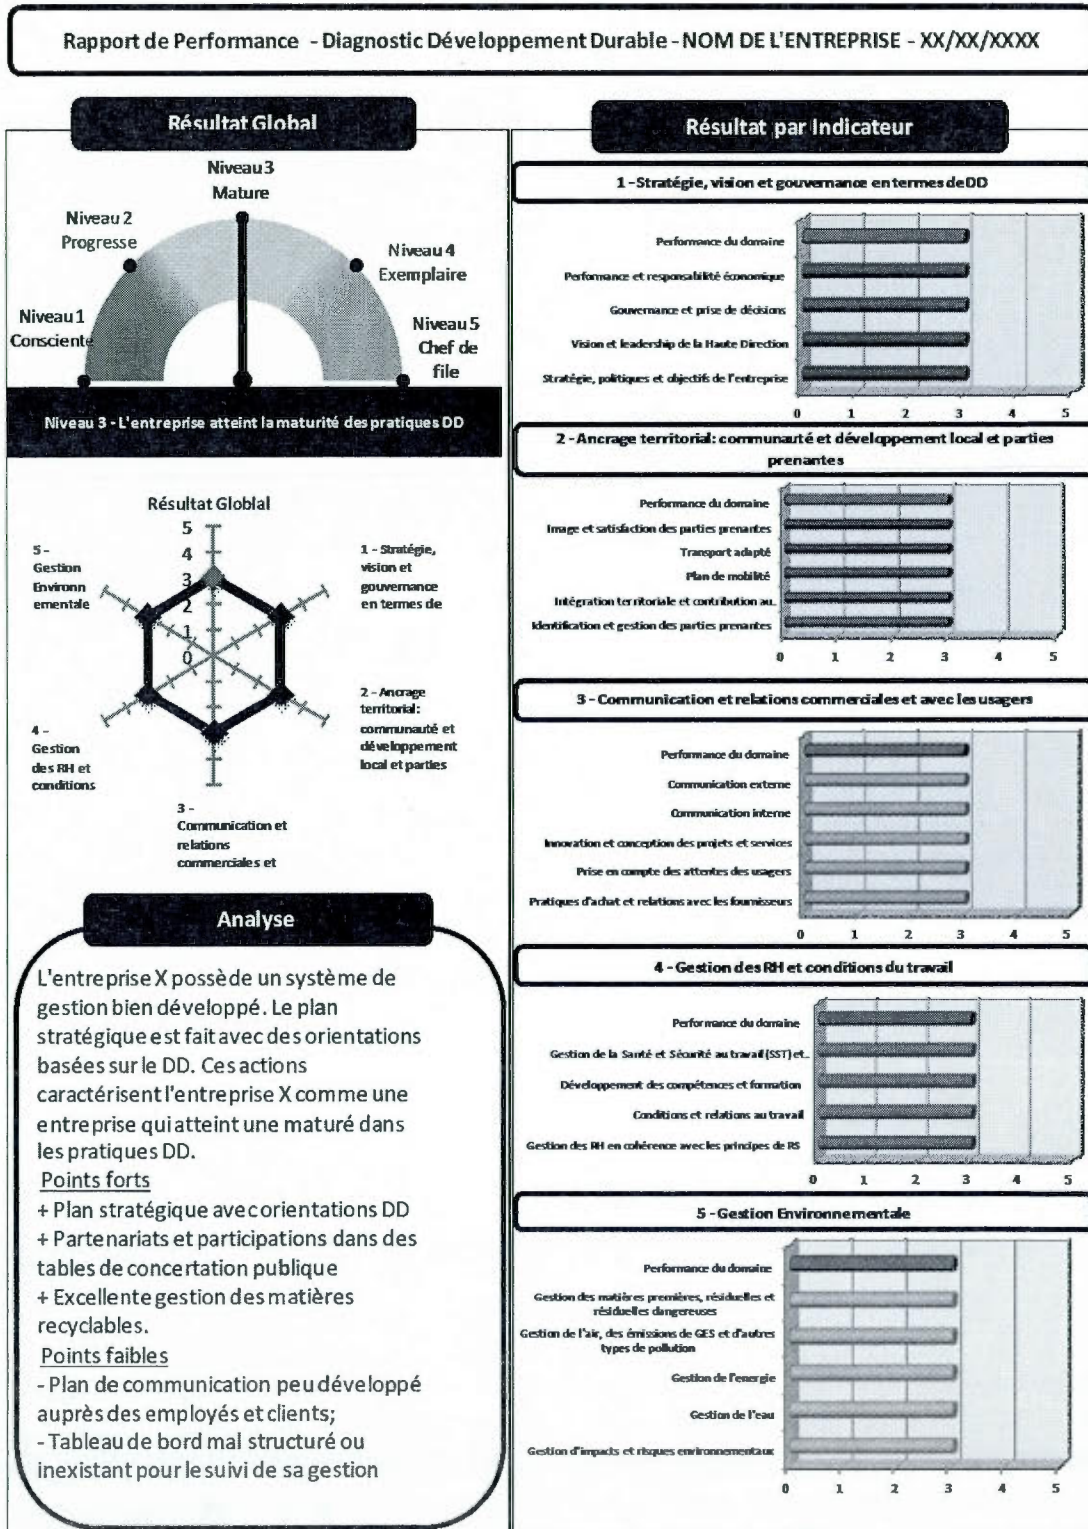 Rapport de Performance - Diagnostic Développement Durable - NOM DE L'ENTREPRISE - XX/XX/XXXX
Résultat Global
Niveau 3
Mature
Niveau 2
Progresse
Niveau 4
Exemplaire
Niveau 1
Consciente
Niveau 5
Chef de
file
Niveau 3 - L'entreprise atteint la maturité des pratiques DD
Résultat Globlal
5
4
3
2
1
0
1 - Stratégie,
vision et
gouvernance
en termes de
2 - Ancrage
territorial:
communauté et
développement
local et parties
3 -
Communication et
relations
commerciales et
4 -
Gestion
des RH et
conditions
5 -
Gestion
Environn
ementale
Analyse
L'entreprise X possède un système de
gestion bien développé. Le plan
stratégique est fait avec des orientations
basées sur le DD. Ces actions
caractérisent l'entreprise X comme une
entreprise qui atteint une maturé dans
les pratiques DD.
Points forts
+ Plan stratégique avec orientations DD
+ Partenariats et participations dans des
tables de concertation publique
+ Excellente gestion des matières
recyclables.
Points faibles
- Plan de communication peu développé
auprès des employés et clients;
- Tableau de bord mal structuré ou
inexistant pour le suivi de sa gestion
Résultat par Indicateur
1 - Stratégie, vision et gouvernance en termes de DD
Performance du domaine
Performance et responsabilité économique
Gouvernance et prise de décisions
Vision et leadership de la Haute Direction
Stratégie, politiques et objectifs de l'entreprise
0 1 2 3 4 5
2 - Ancrage territorial: communauté et développement local et parties
prenantes
Performance du domaine
Image et satisfaction des parties prenantes
Transport adapté
Plan de mobilité
Intégration territoriale et contribution au..
Identification et gestion des parties prenantes
0 1 2 3 4 5
3 - Communication et relations commerciales et avec les usagers
Performance du domaine
Communication externe
Communication interne
Innovation et conception des projets et services
Prise en compte des attentes des usagers
Pratiques d'achat et relations avec les fournisseurs
0 1 2 3 4 5
4 - Gestion des RH et conditions du travail
Performance du domaine
Gestion de la Santé et Sécurité au travail (SST) et..
Développement des compétences et formation
Conditions et relations au travail
Gestion des RH en cohérence avec les principes de RS
0 1 2 3 4 5
5 - Gestion Environnementale
Performance du domaine
Gestion des matières premières, résiduelles et
résiduelles dangereuses
Gestion de l'air, des émissions de GES et d'autres
types de pollution
Gestion de l'energie
Gestion de l'eau
Gestion d'impacts et risques environnementaux
0 1 2 3 4 5